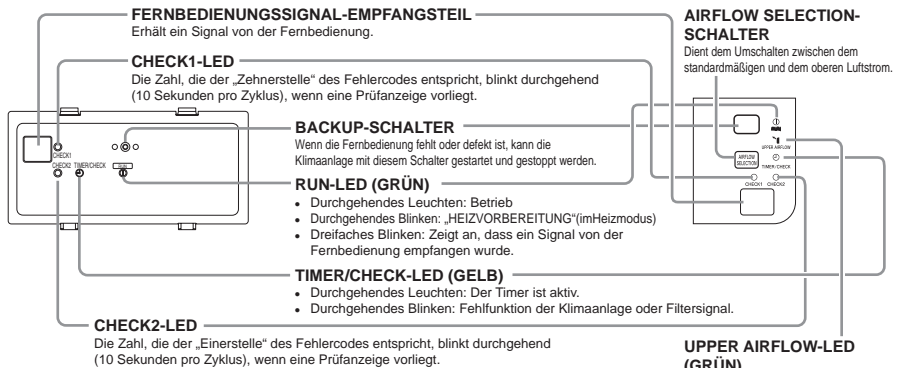 FERNBEDIENUNGSSIGNAL-EMPFANGSTEIL
Erhält ein Signal von der Fernbedienung.
CHECK1-LED
Die Zahl, die der „Zehnerstelle“ des Fehlercodes entspricht, blinkt durchgehend
(10 Sekunden pro Zyklus), wenn eine Prüfanzeige vorliegt.
BACKUP-SCHALTER
Wenn die Fernbedienung fehlt oder defekt ist, kann die
Klimaanlage mit diesem Schalter gestartet und gestoppt werden.
RUN-LED (GRÜN)
• Durchgehendes Leuchten: Betrieb
• Durchgehendes Blinken: „HEIZVORBEREITUNG“(imHeizmodus)
• Dreifaches Blinken: Zeigt an, dass ein Signal von der
Fernbedienung empfangen wurde.
TIMER/CHECK-LED (GELB)
• Durchgehendes Leuchten: Der Timer ist aktiv.
• Durchgehendes Blinken: Fehlfunktion der Klimaanlage oder Filtersignal.
CHECK2-LED
Die Zahl, die der „Einerstelle“ des Fehlercodes entspricht, blinkt durchgehend
(10 Sekunden pro Zyklus), wenn eine Prüfanzeige vorliegt.
AIRFLOW SELECTION-
SCHALTER
Dient dem Umschalten zwischen dem
standardmäßigen und dem oberen Luftstrom.
UPPER AIRFLOW-LED
(GRÜN)
CHECK1
CHECK2 TIMER/CHECK
RUN
RUN
UPPER AIRFLOW
AIRFLOW
SELECTION
TIMER/CHECK
CHECK1 CHECK2